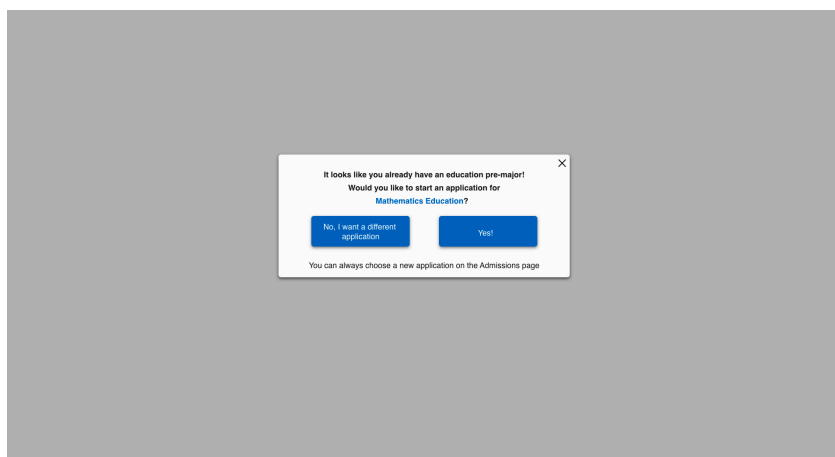 It looks like you already have an education pre-major!
Would you like to start an application for
Mathematics Education?
No, I want a different
application
Yes!
You can always choose a new application on the Admissions page